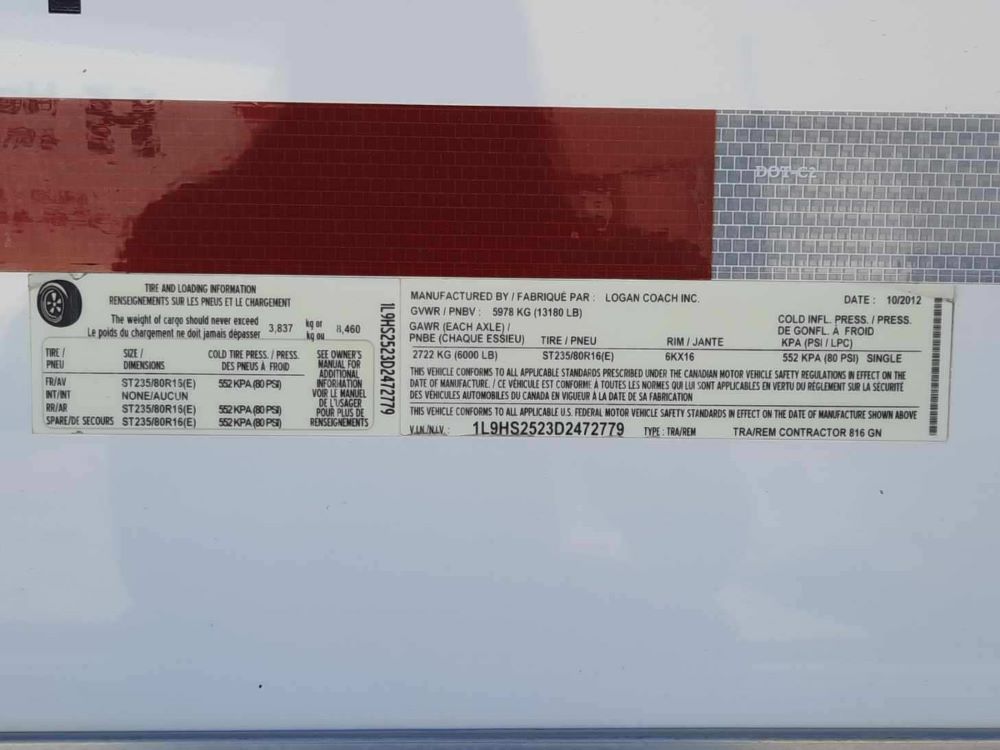 DOT-C2
TIRE AND LOADING INFORMATION
RENSEIGNEMENTS SUR LES PNEUS ET LE CHARGEMENT
The weight of cargo should never exceed
Le poids du chargement ne doit jamais dépasser 3,837 kg or
kg ou 8,460
TIRE / PNEU SIZE / DIMENSIONS COLD TIRE PRESS. / PRESS. DES PNEUS À FROID
FR/AV ST235/80R16(E) 552 KPA (80 PSI)
INT/INT NONE/AUCUN
RR/AR ST235/80R16(E) 552 KPA (80 PSI)
SPARE/DE SECOURS ST235/80R16(E) 552 KPA (80 PSI)
SEE OWNER'S
MANUAL FOR
ADDITIONAL
INFORMATION
VOIR LE MANUEL
DE L'USAGER
POUR PLUS DE
RENSEIGNEMENTS
1L9HS2523D2472779
MANUFACTURED BY / FABRIQUÉ PAR : LOGAN COACH INC. DATE : 10/2012
GVWR / PNBV : 5978 KG (13180 LB)
GAWR (EACH AXLE) /
PNBE (CHAQUE ESSIEU) TIRE / PNEU RIM / JANTE
COLD INFL. PRESS. / PRESS.
DE GONFL. À FROID
KPA (PSI / LPC)
2722 KG (6000 LB) ST235/80R16(E) 6KX16 552 KPA (80 PSI) SINGLE
THIS VEHICLE CONFORMS TO ALL APPLICABLE STANDARDS PRESCRIBED UNDER THE CANADIAN MOTOR VEHICLE SAFETY REGULATIONS IN EFFECT ON THE
DATE OF MANUFACTURE. / CE VÉHICULE EST CONFORME À TOUTES LES NORMES QUI LUI SONT APPLICABLES EN VERTU DU RÈGLEMENT SUR LA SÉCURITÉ
DES VÉHICULES AUTOMOBILES DU CANADA EN VIGUEUR À LA DATE DE SA FABRICATION
THIS VEHICLE CONFORMS TO ALL APPLICABLE U.S. FEDERAL MOTOR VEHICLE SAFETY STANDARDS IN EFFECT ON THE DATE OF MANUFACTURE SHOWN ABOVE
V.I.N./N.I.V. : 1L9HS2523D2472779 TYPE : TRA/REM TRA/REM CONTRACTOR 816 GN